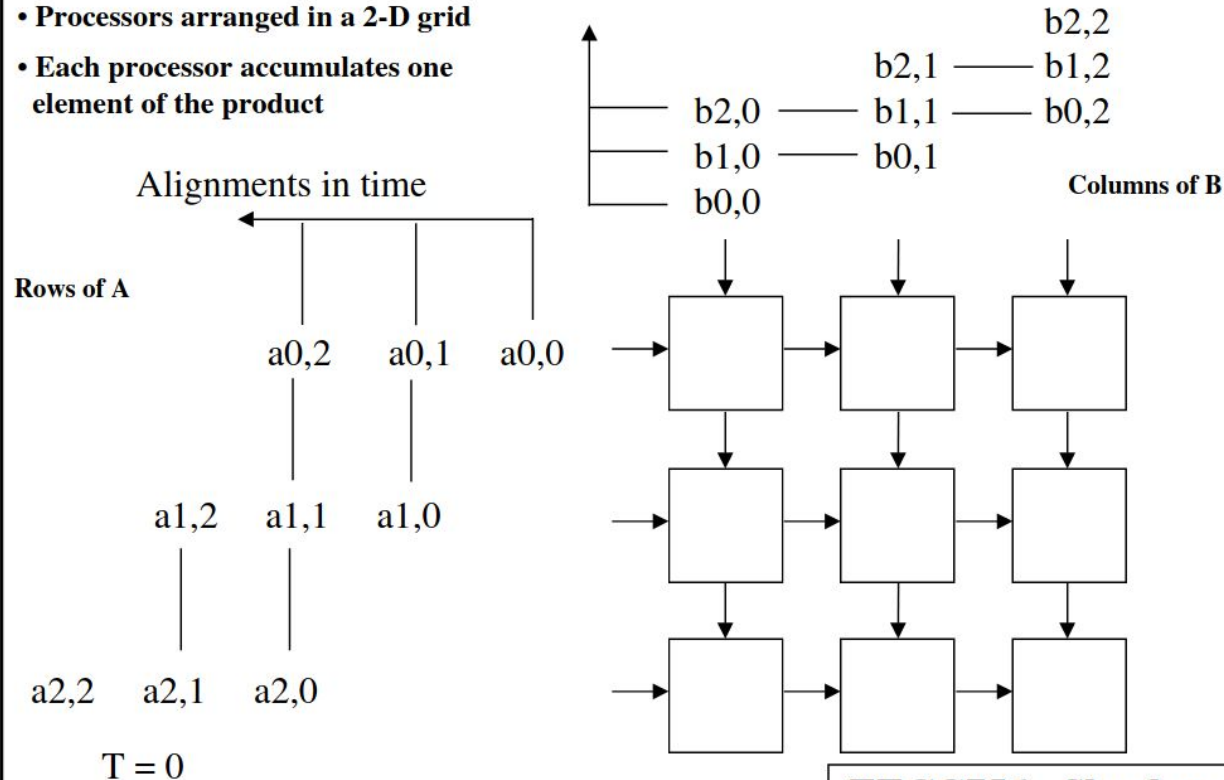 • Processors arranged in a 2-D grid
• Each processor accumulates one
element of the product
b2,2
b2,1 b1,2
b2,0 b1,1 b0,2
b1,0 b0,1
b0,0
Columns of B
Alignments in time
Rows of A
a0,2 a0,1 a0,0
a1,2 a1,1 a1,0
a2,2 a2,1 a2,0
T = 0